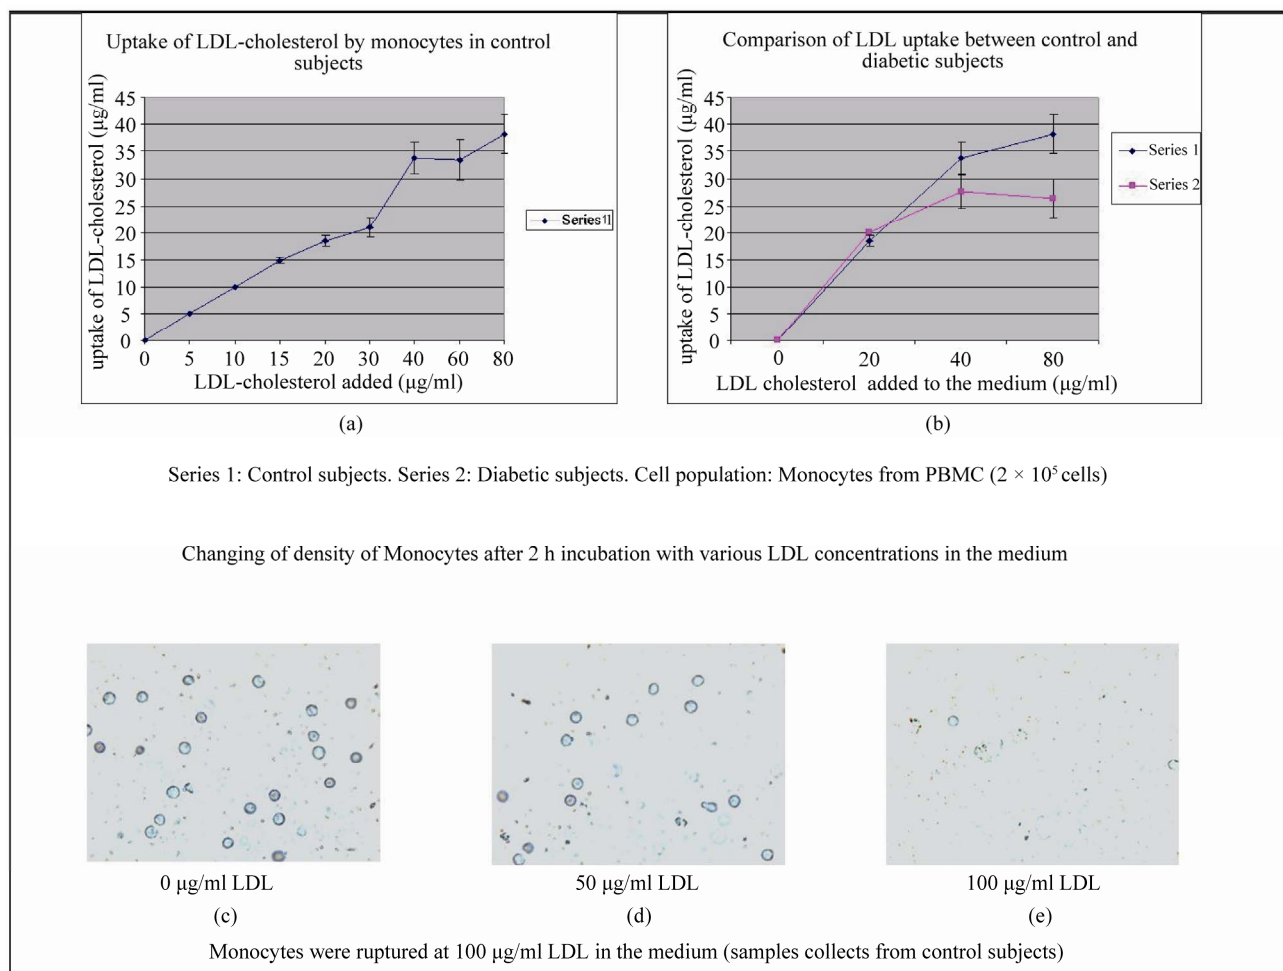 Uptake of LDL-cholesterol by monocytes in control
subjects
uptake of LDL-cholesterol (μg/ml)
45
40
35
30
25
20
15
10
5
0
0 5 10 15 20 30 40 60 80
LDL-cholesterol added (μg/ml)
Series1
(a)
Comparison of LDL uptake between control and
diabetic subjects
uptake of LDL-cholesterol (μg/ml)
45
40
35
30
25
20
15
10
5
0
0 20 40 80
LDL cholesterol added to the medium (μg/ml)
Series 1
Series 2
(b)
Series 1: Control subjects. Series 2: Diabetic subjects. Cell population: Monocytes from PBMC (2 × 10⁵ cells)
Changing of density of Monocytes after 2 h incubation with various LDL concentrations in the medium
0 μg/ml LDL
(c)
50 μg/ml LDL
(d)
100 μg/ml LDL
(e)
Monocytes were ruptured at 100 μg/ml LDL in the medium (samples collects from control subjects)